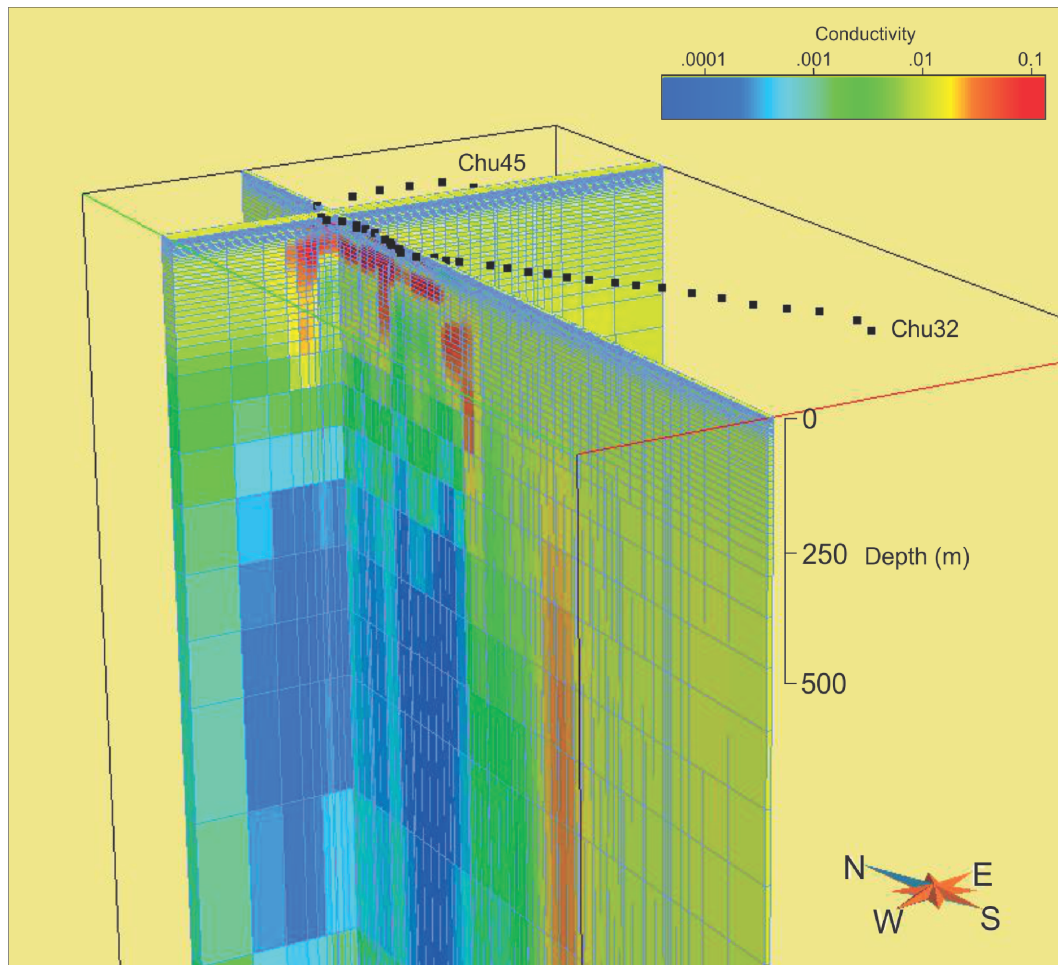 Conductivity
.0001 .001 .01 0.1
Chu45
Chu32
0
250 Depth (m)
500
N E
W S